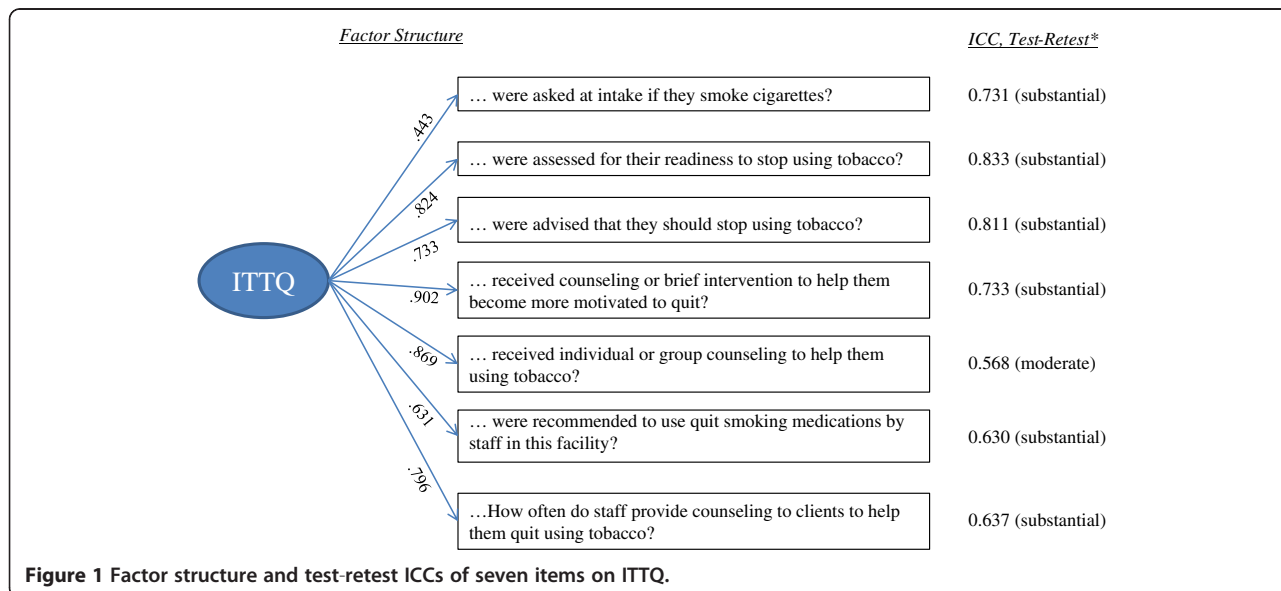 Factor Structure
ICC, Test-Retest*
.443
… were asked at intake if they smoke cigarettes?
0.731 (substantial)
.824
… were assessed for their readiness to stop using tobacco?
0.833 (substantial)
.733
… were advised that they should stop using tobacco?
0.811 (substantial)
ITTQ
.902
… received counseling or brief intervention to help them
become more motivated to quit?
0.733 (substantial)
.869
… received individual or group counseling to help them
using tobacco?
0.568 (moderate)
.631
… were recommended to use quit smoking medications by
staff in this facility?
0.630 (substantial)
.796
…How often do staff provide counseling to clients to help
them quit using tobacco?
0.637 (substantial)
Figure 1 Factor structure and test-retest ICCs of seven items on ITTQ.